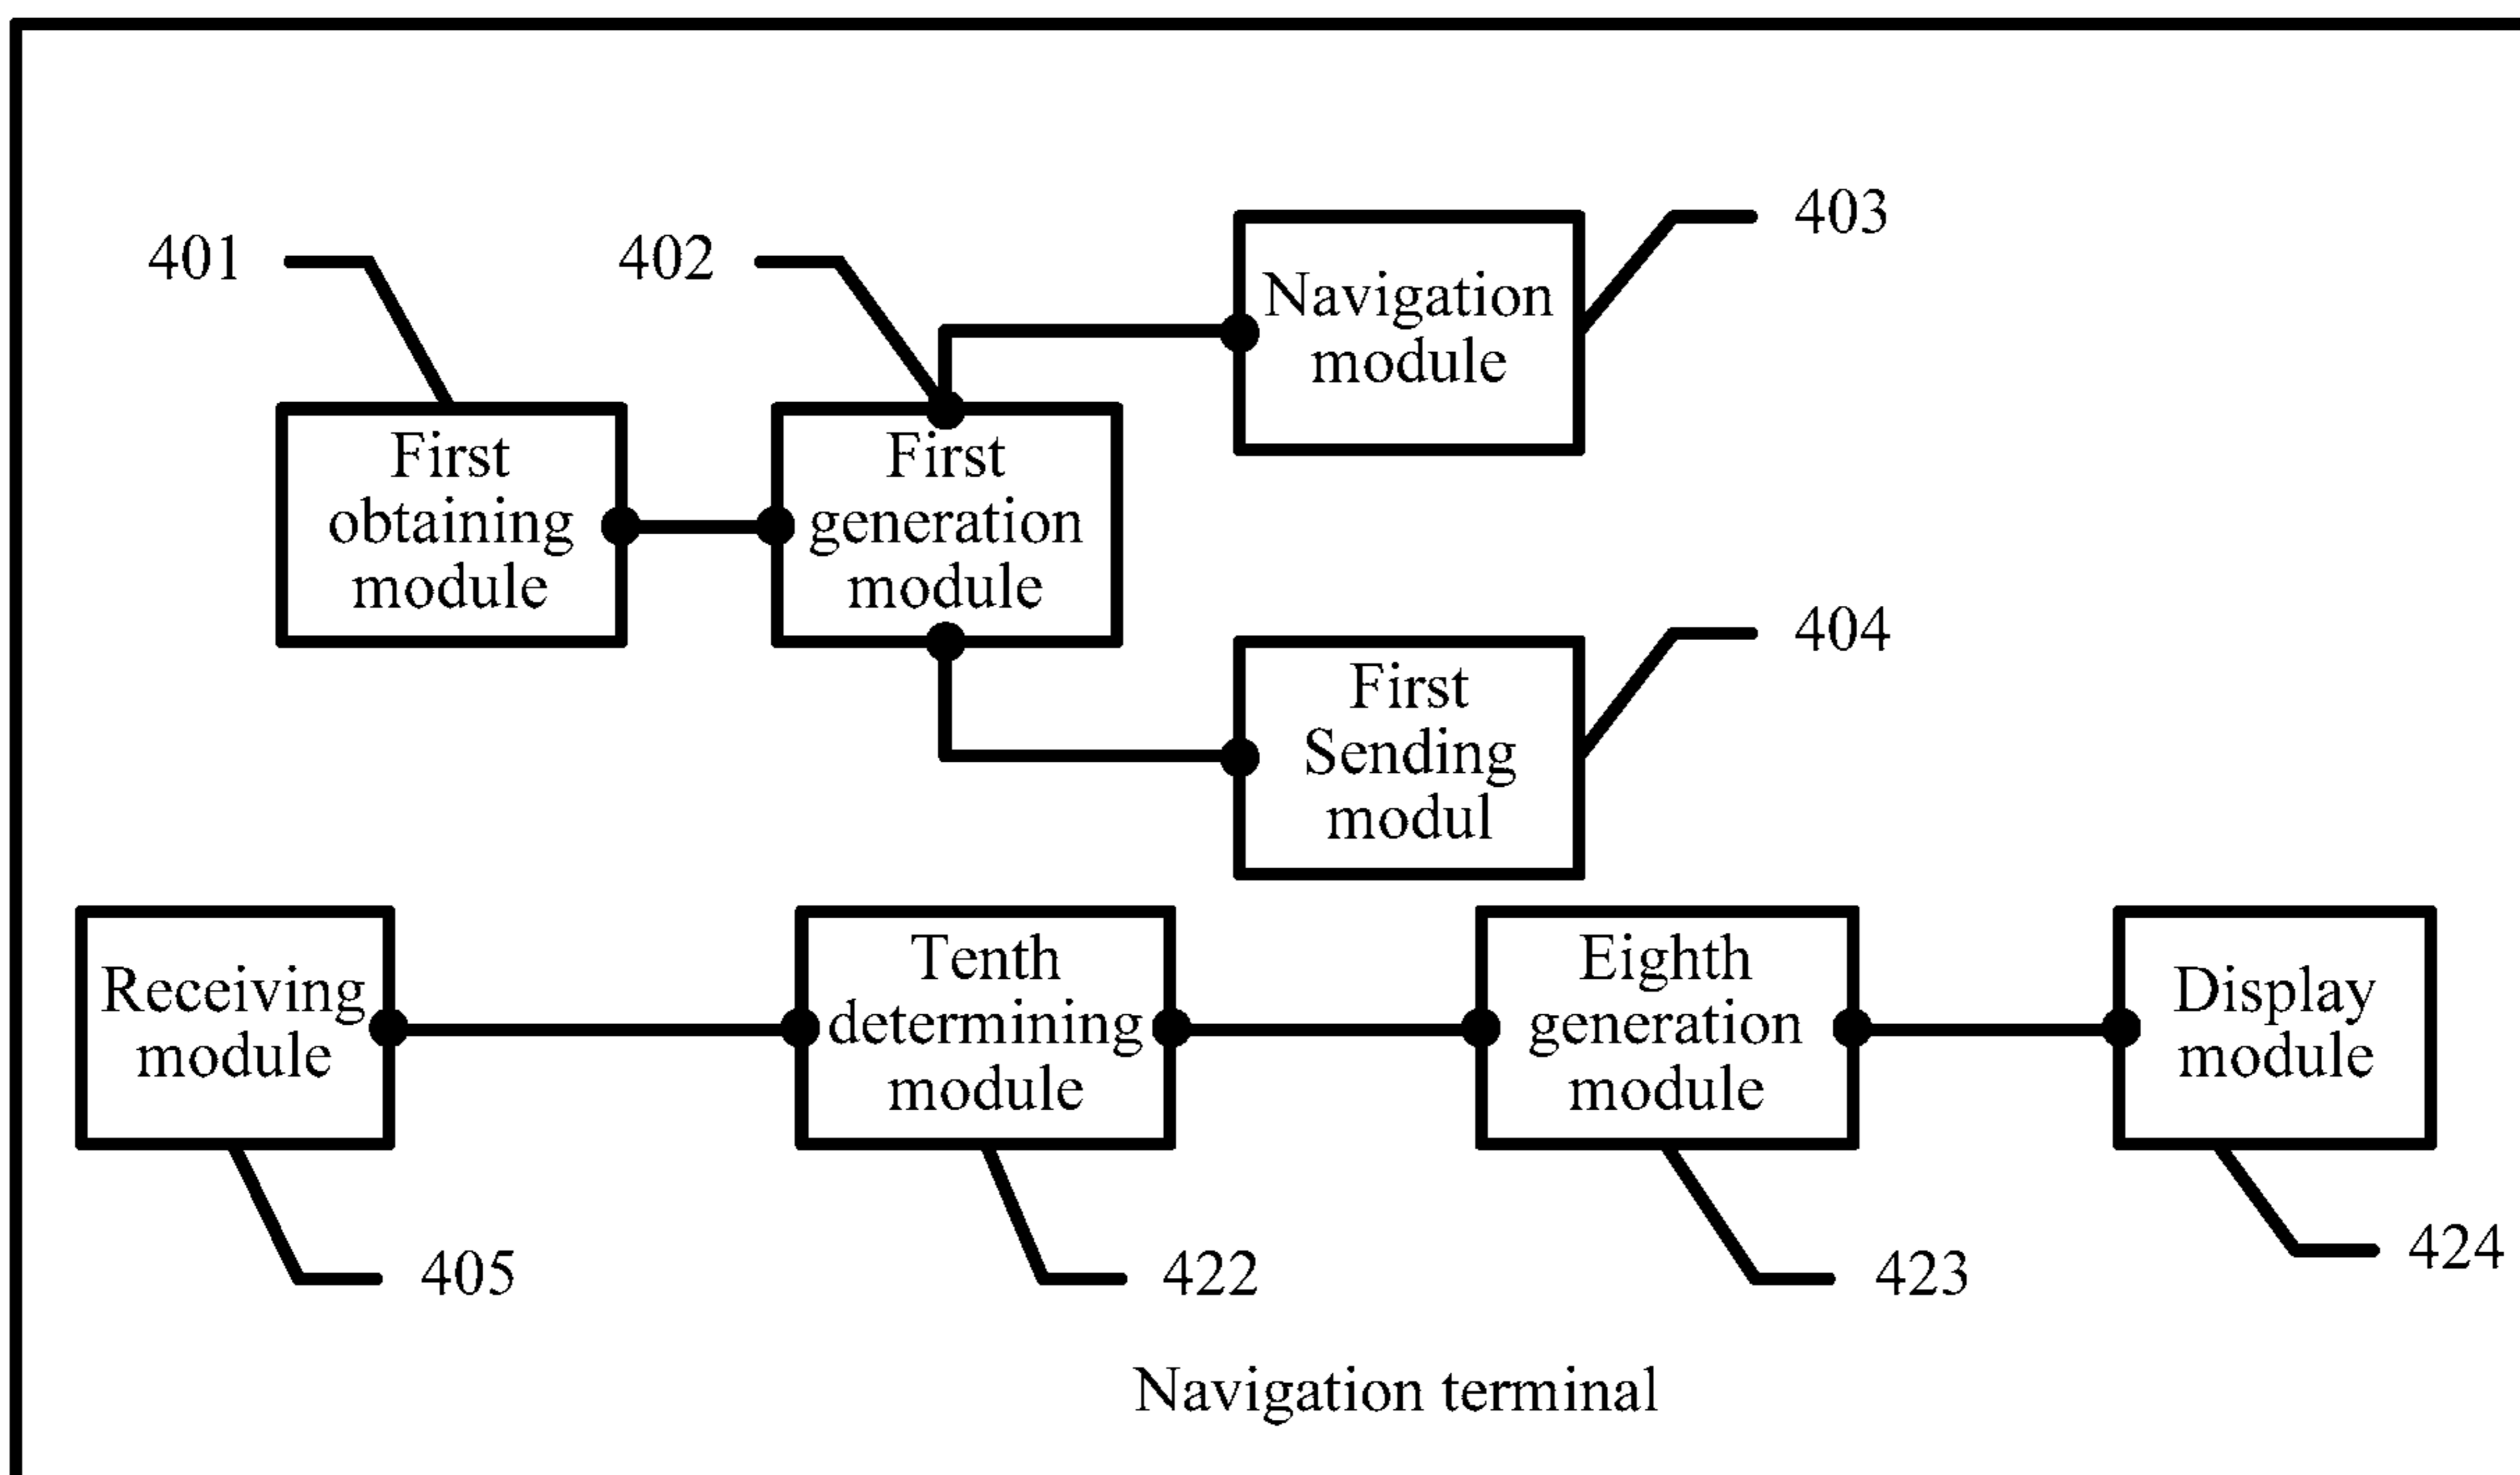 401
402
403
Navigation
module
First
obtaining
module
First
generation
module
404
First
Sending
modul
Receiving
module
Tenth
determining
module
Eighth
generation
module
Display
module
405
422
423
424
Navigation terminal